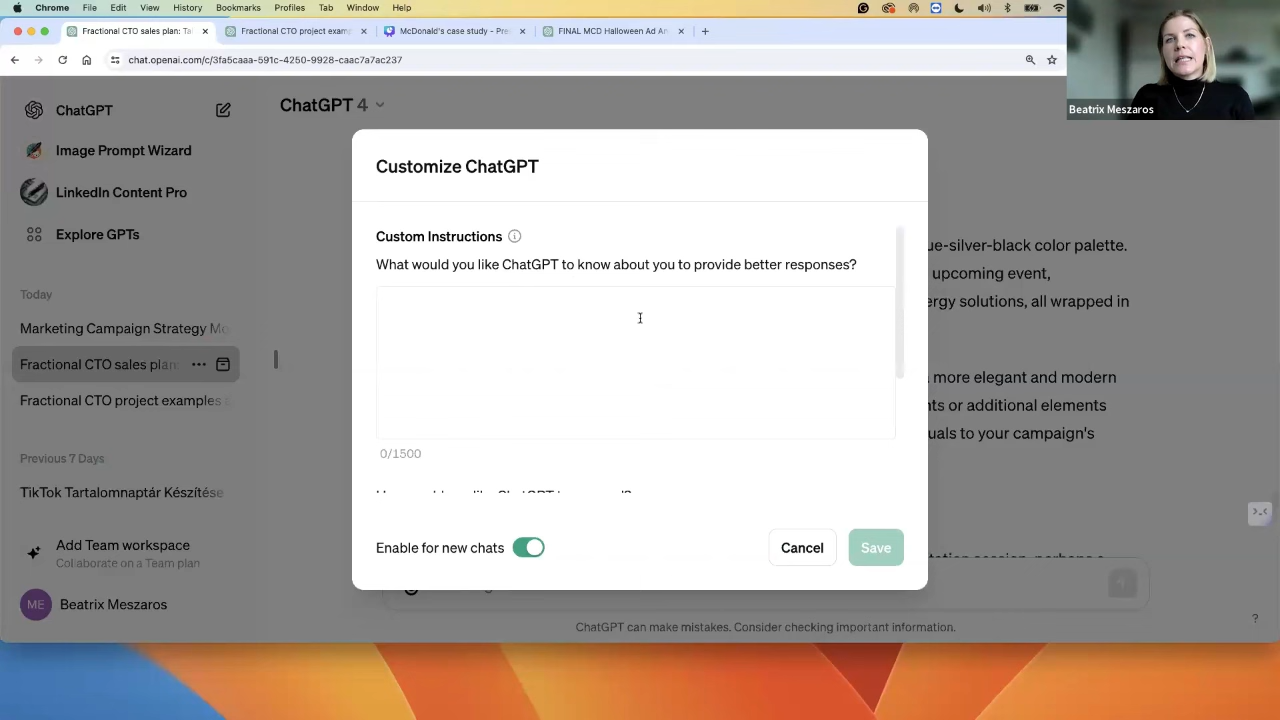 Chrome File Edit View History Bookmarks Profiles Tab Window Help
Fractional CTO sales plan: Ta
Fractional CTO project exam
McDonald's case study - Pre
FINAL MCD Halloween Ad An
chat.openai.com/c/3fa5caaa-591c-4250-9928-caac7a7ac237
Beatrix Meszaros
ChatGPT
ChatGPT 4
Image Prompt Wizard
LinkedIn Content Pro
Explore GPTs
Today
Marketing Campaign Strategy Mo
Fractional CTO sales plan
Fractional CTO project examples
Previous 7 Days
TikTok Tartalomnaptár Készítése
Add Team workspace
Collaborate on a Team plan
ME
Beatrix Meszaros
Customize ChatGPT
Custom Instructions
What would you like ChatGPT to know about you to provide better responses?
0/1500
Enable for new chats
Cancel
Save
ue-silver-black color palette.
upcoming event,
ergy solutions, all wrapped in
more elegant and modern
nts or additional elements
uals to your campaign's
ChatGPT can make mistakes. Consider checking important information.
?